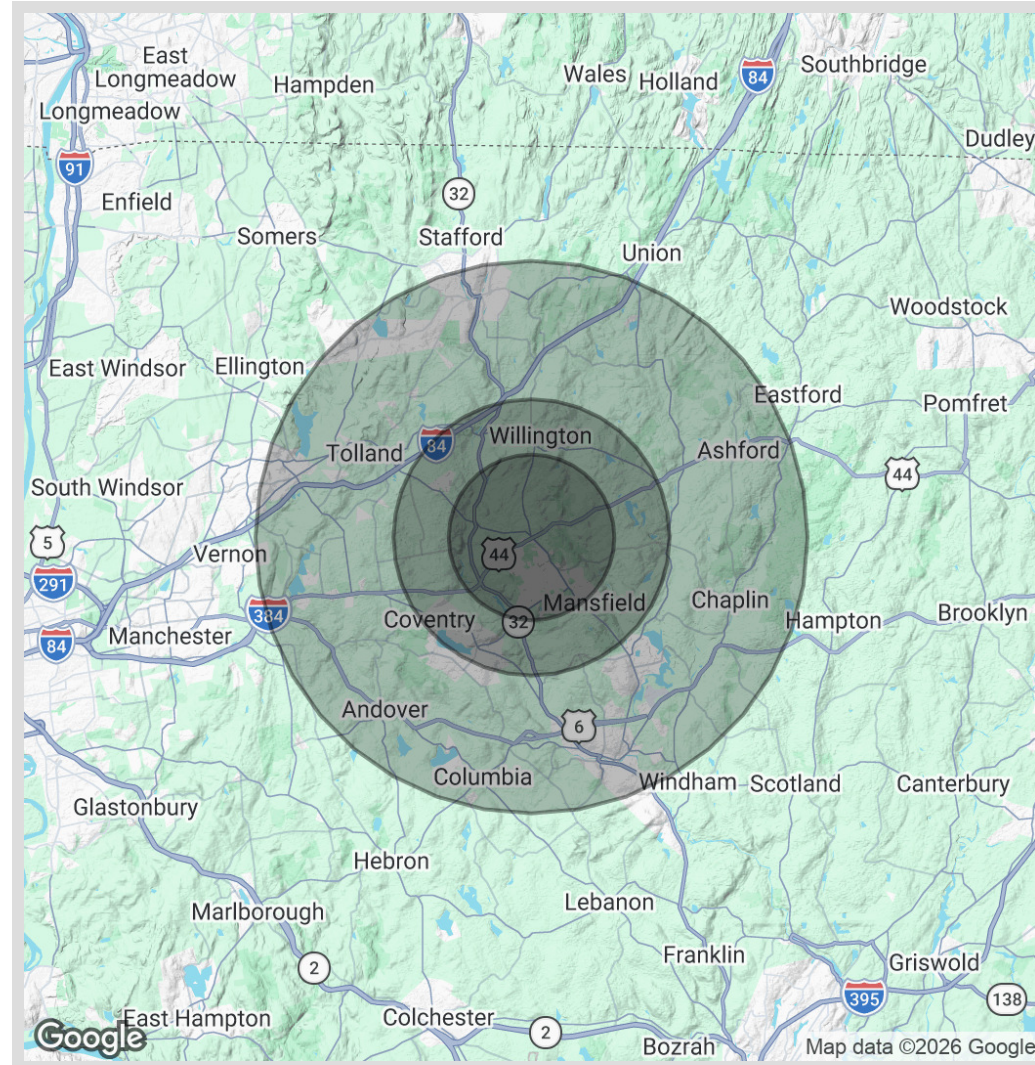 East
Longmeadow
Hampden
Wales
Holland
84
Southbridge
Longmeadow
Dudley
91
Enfield
32
Somers
Stafford
Union
Woodstock
East Windsor
Ellington
Eastford
Pomfret
84
Willington
Tolland
Ashford
44
South Windsor
5
Vernon
44
291
384
Coventry
32
Mansfield
Chaplin
Hampton
Brooklyn
84
Manchester
Andover
6
Columbia
Windham
Scotland
Canterbury
Glastonbury
Hebron
Marlborough
Lebanon
2
Franklin
Griswold
395
138
Google
East Hampton
Colchester
2
Bozrah
Map data ©2026 Google